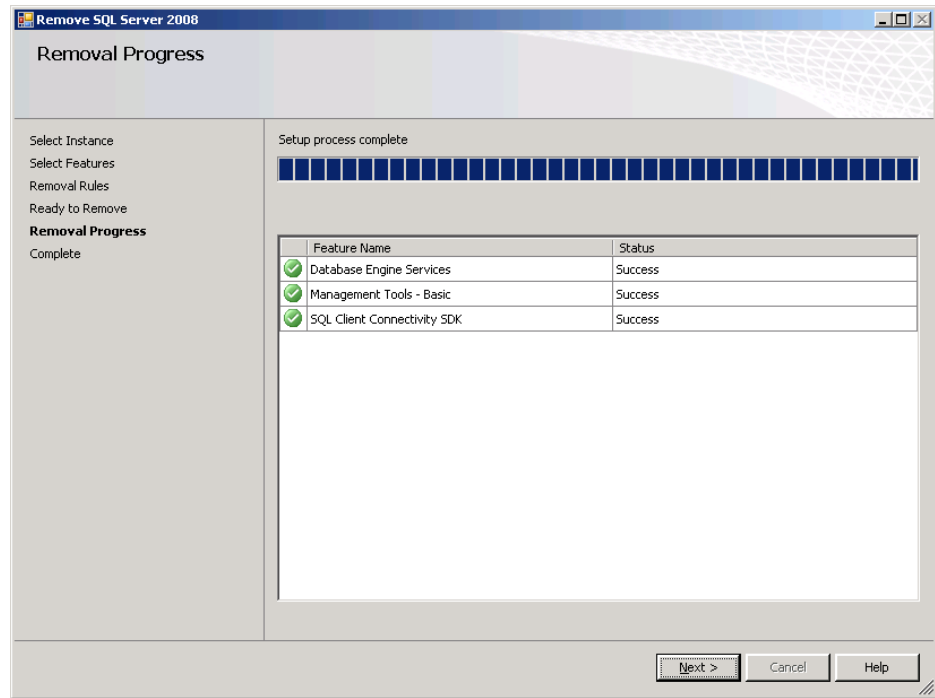 Remove SQL Server 2008
Removal Progress
Select Instance
Select Features
Removal Rules
Ready to Remove
Removal Progress
Complete
Setup process complete
Feature Name Status
Database Engine Services Success
Management Tools - Basic Success
SQL Client Connectivity SDK Success
Next > Cancel Help